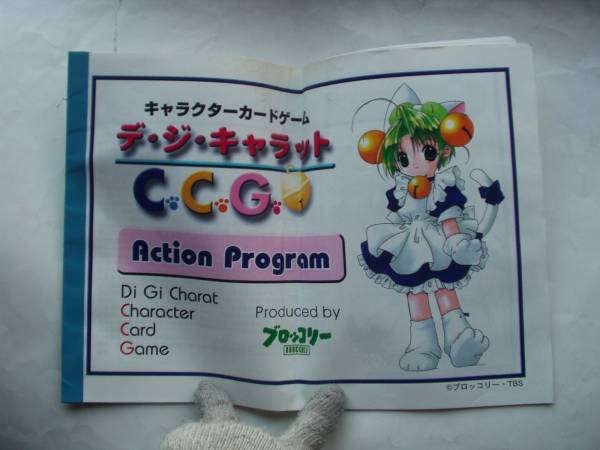 キャラクターカードゲーム
デ・ジ・キャラット
C.C.G.
Action Program
Di Gi Charat
Character
Card
Game
Produced by
ブロッコリー
BROCCOLI
©ブロッコリー・TBS